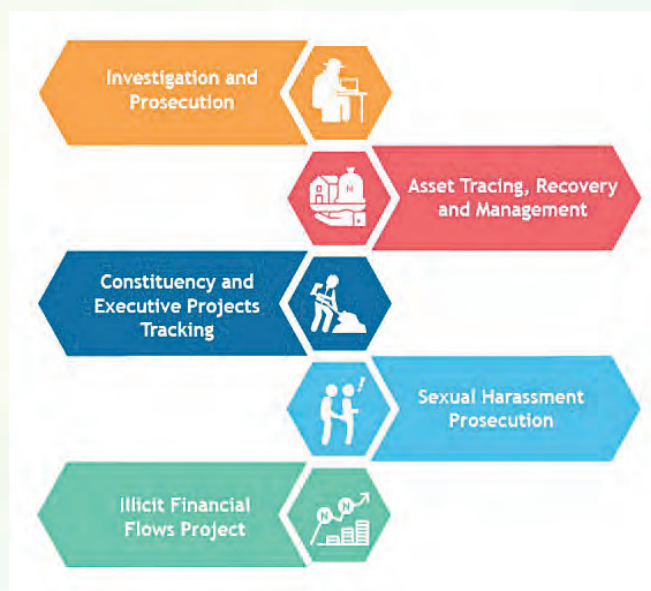 Investigation and
Prosecution
Asset Tracing, Recovery
and Management
N
Constituency and
Executive Projects
Tracking
Sexual Harassment
Prosecution
!
Illicit Financial
Flows Project
N N